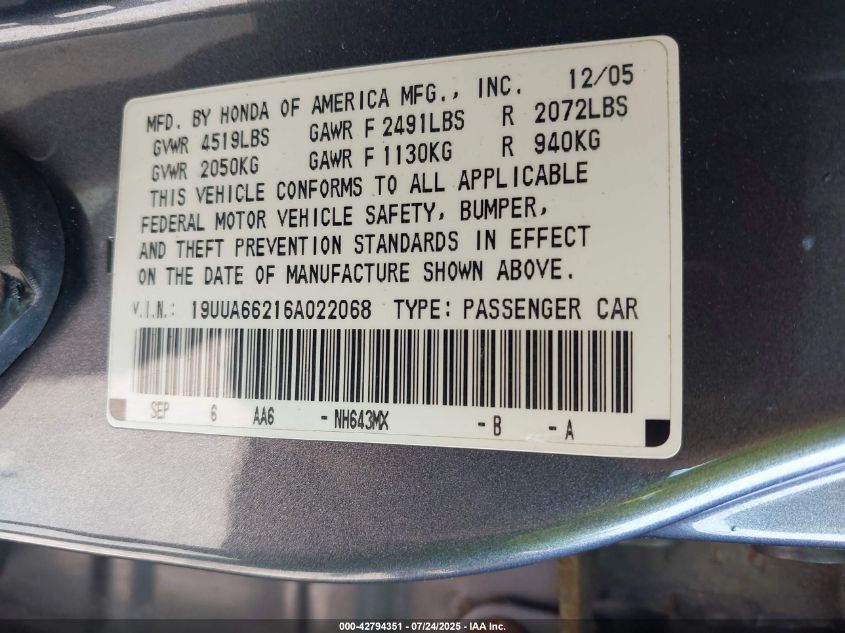 MFD. BY HONDA OF AMERICA MFG., INC. 12/05
GVWR 4519LBS GAWR F 2491LBS R 2072LBS
GVWR 2050KG GAWR F 1130KG R 940KG
THIS VEHICLE CONFORMS TO ALL APPLICABLE
FEDERAL MOTOR VEHICLE SAFETY, BUMPER,
AND THEFT PREVENTION STANDARDS IN EFFECT
ON THE DATE OF MANUFACTURE SHOWN ABOVE.
V.I.N.: 19UUA66216A022068 TYPE: PASSENGER CAR
SEP 6 AA6 - NH643MX - B - A
000-42794351 - 07/24/2025 - IAA Inc.